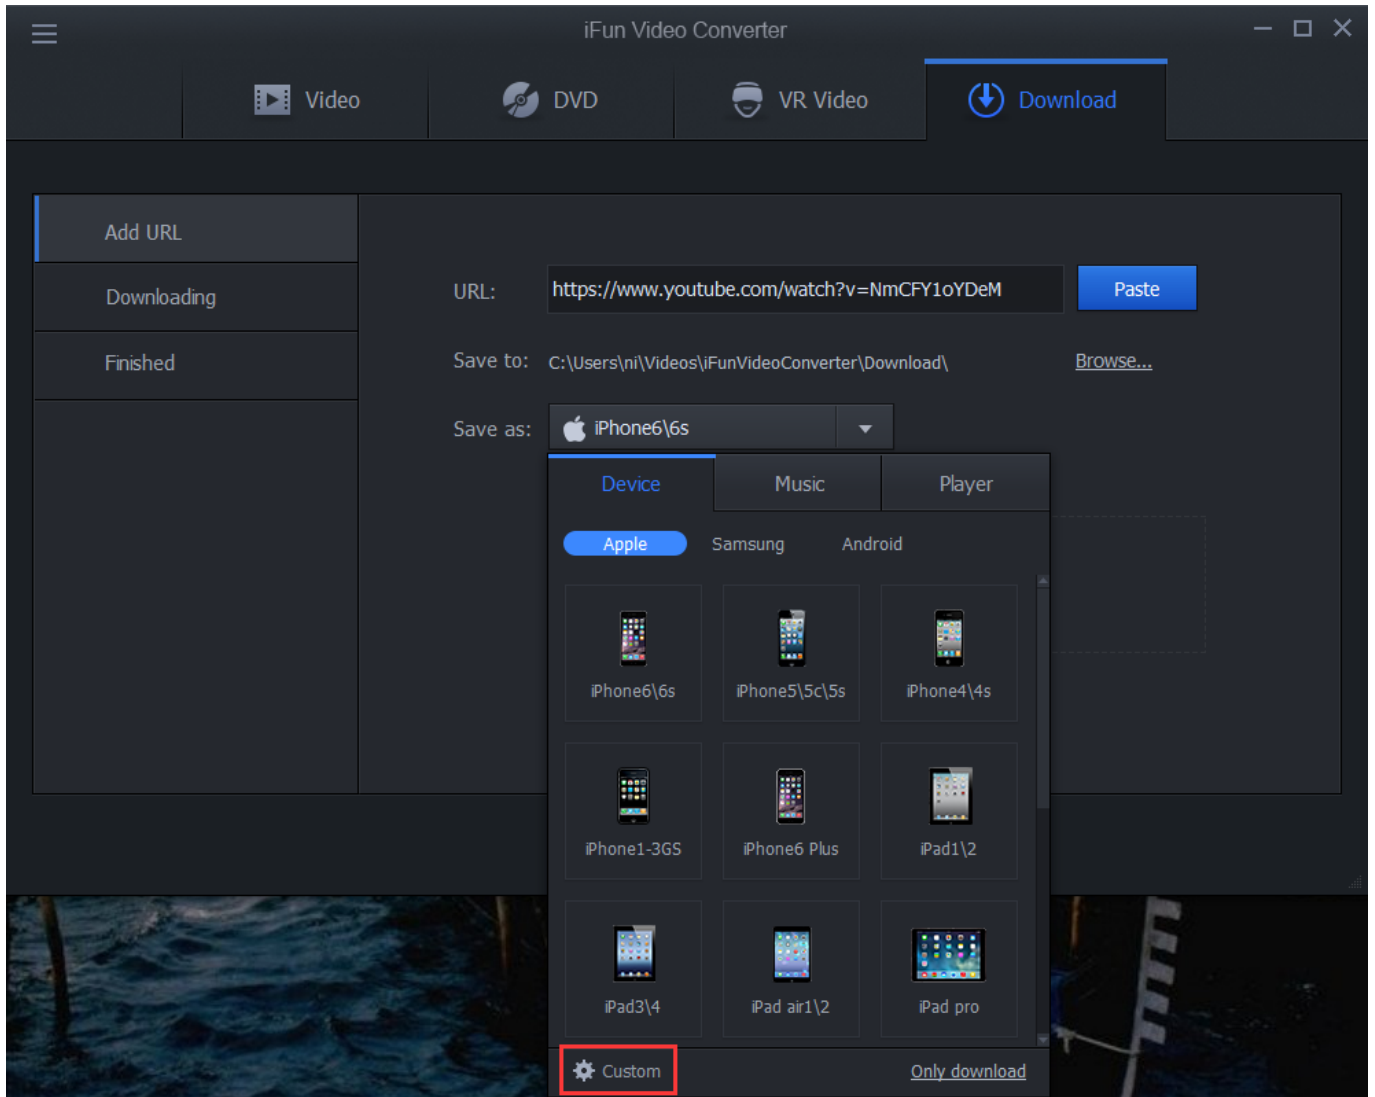 iFun Video Converter
Video
DVD
VR Video
Download
Add URL
Downloading
Finished
URL:
https://www.youtube.com/watch?v=NmCFY1oYDeM
Paste
Save to:
C:\Users\ni\Videos\iFunVideoConverter\Download\
Browse...
Save as:
iPhone6\6s
Device
Music
Player
Apple
Samsung
Android
iPhone6\6s
iPhone5\5c\5s
iPhone4\4s
iPhone1-3GS
iPhone6 Plus
iPad1\2
iPad3\4
iPad air1\2
iPad pro
Custom
Only download